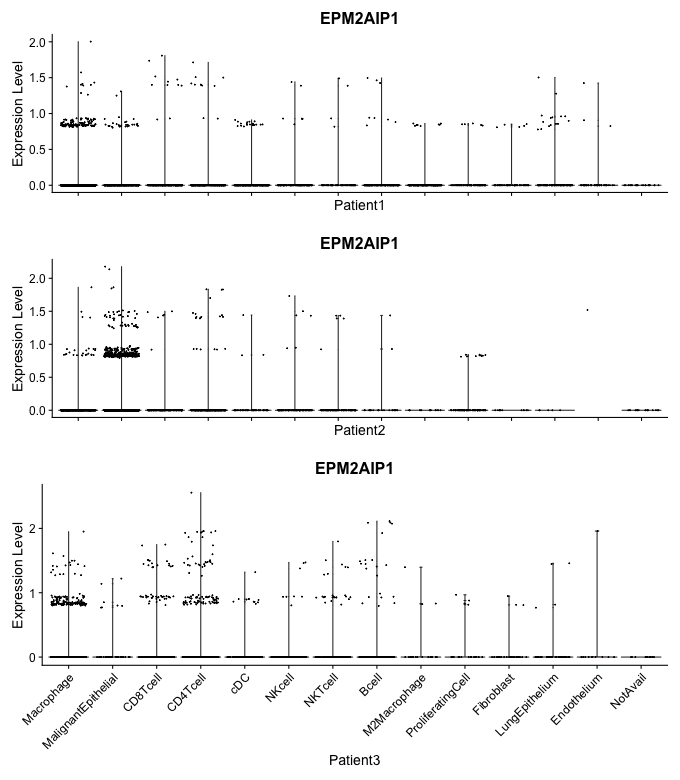 EPM2AIP1
Expression Level
2.0
1.5
1.0
0.5
0.0
Patient1
EPM2AIP1
Expression Level
2.0
1.5
1.0
0.5
0.0
Patient2
EPM2AIP1
Expression Level
2
1
0
Macrophage
MalignantEpithelial
CD8Tcell
CD4Tcell
cDC
NKcell
NKTcell
Bcell
M2Macrophage
ProliferatingCell
Fibroblast
LungEpithelium
Endothelium
NotAvail
Patient3